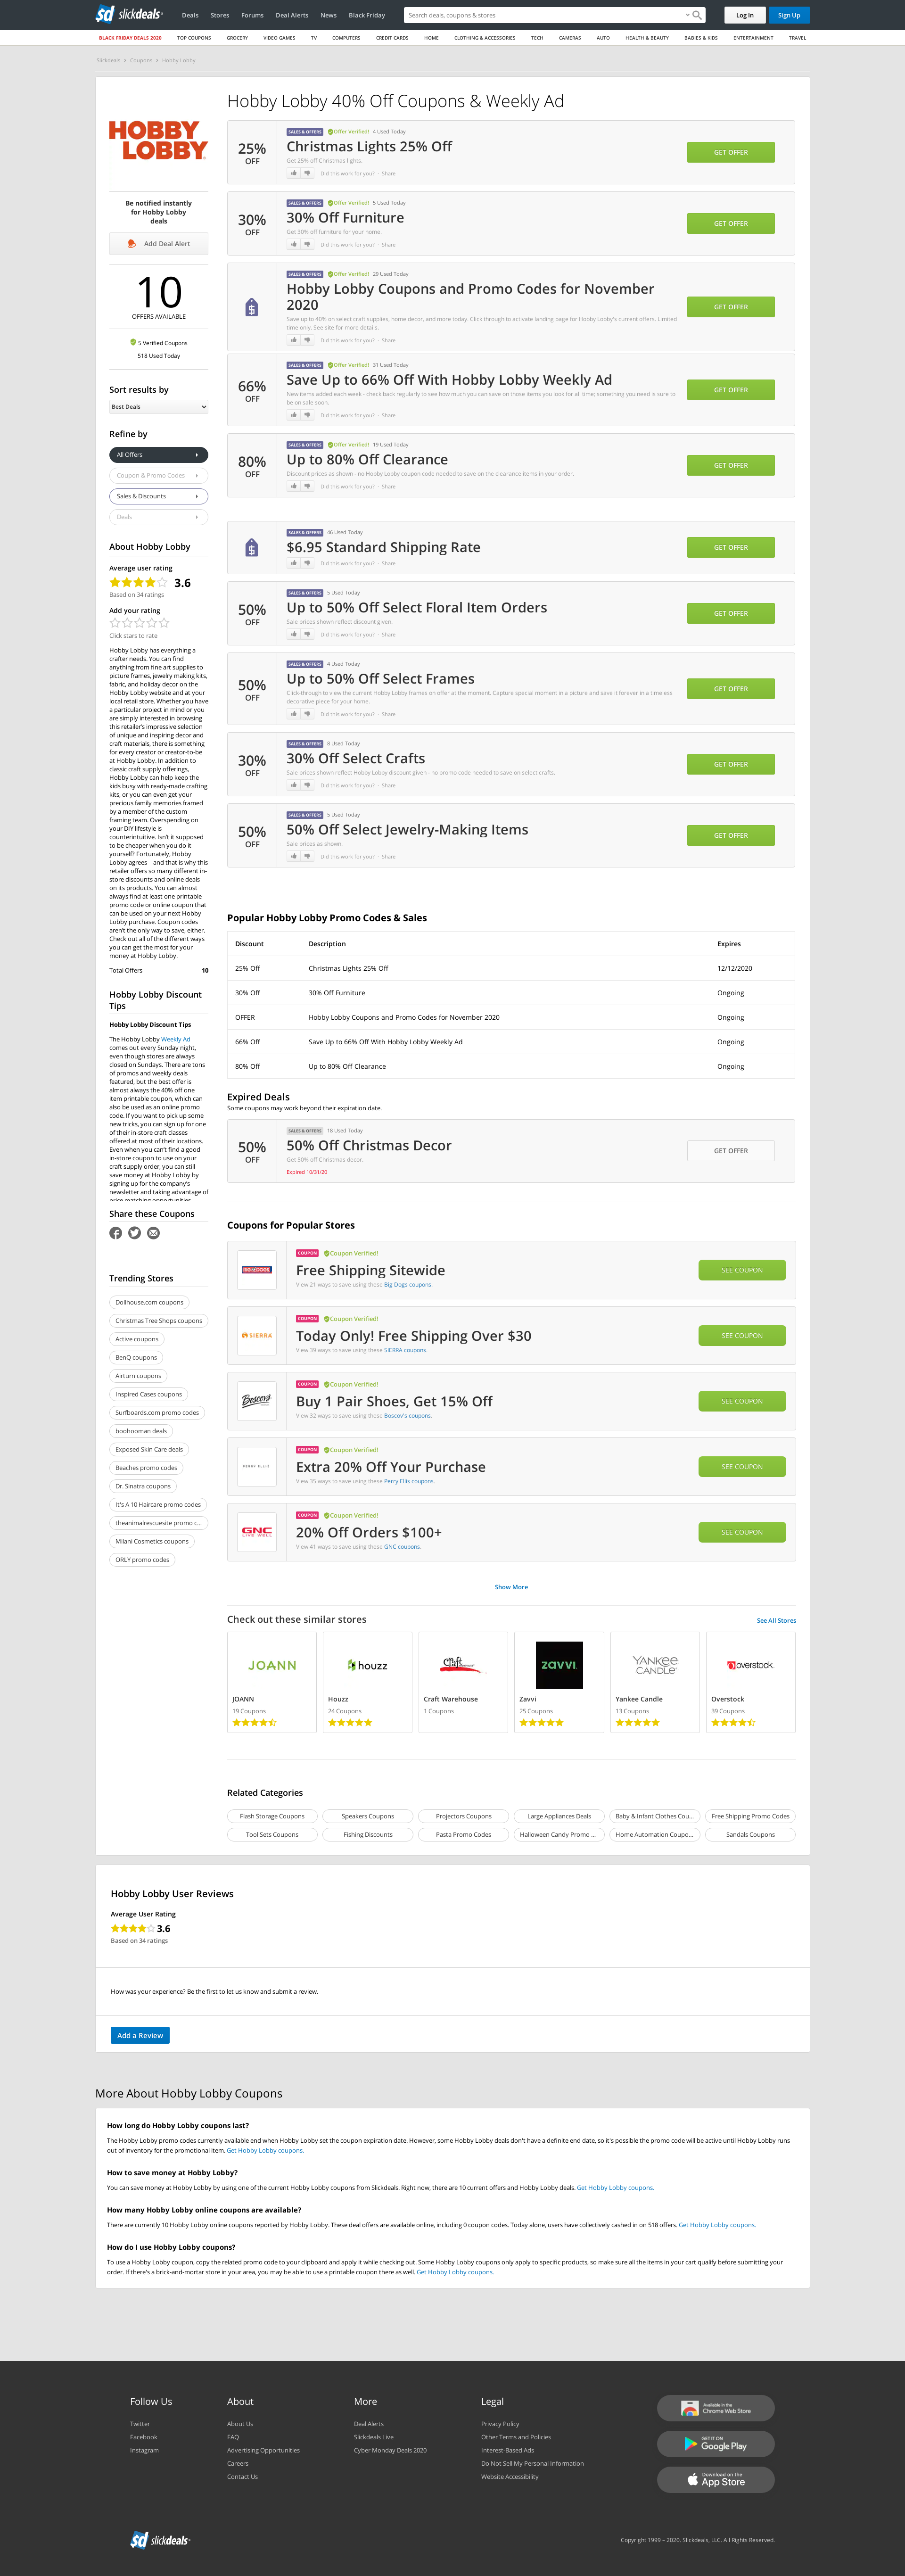 slickdeals
Deals Stores Forums Deal Alerts News Black Friday
Search deals, coupons & stores
Log In
Sign Up
BLACK FRIDAY DEALS 2020 TOP COUPONS GROCERY VIDEO GAMES TV COMPUTERS CREDIT CARDS HOME CLOTHING & ACCESSORIES TECH CAMERAS AUTO HEALTH & BEAUTY BABIES & KIDS ENTERTAINMENT TRAVEL
Slickdeals > Coupons > Hobby Lobby
HOBBY
LOBBY
Be notified instantly
for Hobby Lobby
deals
Add Deal Alert
10
OFFERS AVAILABLE
5 Verified Coupons
518 Used Today
Sort results by
Best Deals
Refine by
All Offers
Coupon & Promo Codes
Sales & Discounts
Deals
About Hobby Lobby
Average user rating
3.6
Based on 34 ratings
Add your rating
Click stars to rate
Hobby Lobby has everything a
crafter needs. You can find
anything from fine art supplies to
picture frames, jewelry making kits,
fabric, and holiday decor on the
Hobby Lobby website and at your
local retail store. Whether you have
a particular project in mind or you
are simply interested in browsing
this retailer's impressive selection
of unique and inspiring decor and
craft materials, there is something
for every creator or creator-to-be
at Hobby Lobby. In addition to
classic craft supply offerings,
Hobby Lobby can help keep the
kids busy with ready-made crafting
kits, or you can even get your
precious family memories framed
by a member of the custom
framing team. Overspending on
your DIY lifestyle is
counterintuitive. Isn't it supposed
to be cheaper when you do it
yourself? Fortunately, Hobby
Lobby agrees—and that is why this
retailer offers so many different in-
store discounts and online deals
on its products. You can almost
always find at least one printable
promo code or online coupon that
can be used on your next Hobby
Lobby purchase. Coupon codes
aren't the only way to save, either.
Check out all of the different ways
you can get the most for your
money at Hobby Lobby.
Total Offers 10
Hobby Lobby Discount
Tips
Hobby Lobby Discount Tips
The Hobby Lobby Weekly Ad
comes out every Sunday night,
even though stores are always
closed on Sundays. There are tons
of promos and weekly deals
featured, but the best offer is
almost always the 40% off one
item printable coupon, which can
also be used as an online promo
code. If you want to pick up some
new tricks, you can sign up for one
of their in-store craft classes
offered at most of their locations.
Even when you can't find a good
in-store coupon to use on your
craft supply order, you can still
save money at Hobby Lobby by
signing up for the company's
newsletter and taking advantage of
price matching opportunities.
Share these Coupons
Trending Stores
Dollhouse.com coupons
Christmas Tree Shops coupons
Active coupons
BenQ coupons
Airturn coupons
Inspired Cases coupons
Surfboards.com promo codes
boohooman deals
Exposed Skin Care deals
Beaches promo codes
Dr. Sinatra coupons
It's A 10 Haircare promo codes
theanimalrescuesite promo c...
Milani Cosmetics coupons
ORLY promo codes
Hobby Lobby 40% Off Coupons & Weekly Ad
25%
OFF
SALES & OFFERS Offer Verified! 4 Used Today
Christmas Lights 25% Off
Get 25% off Christmas lights.
Did this work for you? · Share
GET OFFER
30%
OFF
SALES & OFFERS Offer Verified! 5 Used Today
30% Off Furniture
Get 30% off furniture for your home.
Did this work for you? · Share
GET OFFER
SALES & OFFERS Offer Verified! 29 Used Today
Hobby Lobby Coupons and Promo Codes for November
2020
Save up to 40% on select craft supplies, home decor, and more today. Click through to activate landing page for Hobby Lobby's current offers. Limited
time only. See site for more details.
Did this work for you? · Share
GET OFFER
66%
OFF
SALES & OFFERS Offer Verified! 31 Used Today
Save Up to 66% Off With Hobby Lobby Weekly Ad
New items added each week - check back regularly to see how much you can save on those items you look for all time; something you need is sure to
be on safe soon.
Did this work for you? · Share
GET OFFER
80%
OFF
SALES & OFFERS Offer Verified! 19 Used Today
Up to 80% Off Clearance
Discount prices as shown - no Hobby Lobby coupon code needed to save on the clearance items in your order.
Did this work for you? · Share
GET OFFER
SALES & OFFERS 46 Used Today
$6.95 Standard Shipping Rate
Did this work for you? · Share
GET OFFER
50%
OFF
SALES & OFFERS 5 Used Today
Up to 50% Off Select Floral Item Orders
Sale prices shown reflect discount given.
Did this work for you? · Share
GET OFFER
50%
OFF
SALES & OFFERS 4 Used Today
Up to 50% Off Select Frames
Click-through to view the current Hobby Lobby frames on offer at the moment. Capture special moment in a picture and save it forever in a timeless
decorative piece for your home.
Did this work for you? · Share
GET OFFER
30%
OFF
SALES & OFFERS 8 Used Today
30% Off Select Crafts
Sale prices shown reflect Hobby Lobby discount given - no promo code needed to save on select crafts.
Did this work for you? · Share
GET OFFER
50%
OFF
SALES & OFFERS 5 Used Today
50% Off Select Jewelry-Making Items
Sale prices as shown.
Did this work for you? · Share
GET OFFER
Popular Hobby Lobby Promo Codes & Sales
Discount Description Expires
25% Off Christmas Lights 25% Off 12/12/2020
30% Off 30% Off Furniture Ongoing
OFFER Hobby Lobby Coupons and Promo Codes for November 2020 Ongoing
66% Off Save Up to 66% Off With Hobby Lobby Weekly Ad Ongoing
80% Off Up to 80% Off Clearance Ongoing
Expired Deals
Some coupons may work beyond their expiration date.
50%
OFF
SALES & OFFERS 18 Used Today
50% Off Christmas Decor
Get 50% off Christmas decor.
Expired 10/31/20
GET OFFER
Coupons for Popular Stores
BIG DOGS
COUPON Coupon Verified!
Free Shipping Sitewide
View 21 ways to save using these Big Dogs coupons.
SEE COUPON
SIERRA
COUPON Coupon Verified!
Today Only! Free Shipping Over $30
View 39 ways to save using these SIERRA coupons.
SEE COUPON
Boscov's
COUPON Coupon Verified!
Buy 1 Pair Shoes, Get 15% Off
View 32 ways to save using these Boscov's coupons.
SEE COUPON
PERRY ELLIS
COUPON Coupon Verified!
Extra 20% Off Your Purchase
View 35 ways to save using these Perry Ellis coupons.
SEE COUPON
GNC
LIVE WELL
COUPON Coupon Verified!
20% Off Orders $100+
View 41 ways to save using these GNC coupons.
SEE COUPON
Show More
Check out these similar stores
See All Stores
JOANN houzz Craft Warehouse ZAVVI YANKEE CANDLE overstock
JOANN Houzz Craft Warehouse Zavvi Yankee Candle Overstock
19 Coupons 24 Coupons 1 Coupons 25 Coupons 13 Coupons 39 Coupons
Related Categories
Flash Storage Coupons Speakers Coupons Projectors Coupons Large Appliances Deals Baby & Infant Clothes Cou... Free Shipping Promo Codes
Tool Sets Coupons Fishing Discounts Pasta Promo Codes Halloween Candy Promo ... Home Automation Coupo... Sandals Coupons
Hobby Lobby User Reviews
Average User Rating
3.6
Based on 34 ratings
How was your experience? Be the first to let us know and submit a review.
Add a Review
More About Hobby Lobby Coupons
How long do Hobby Lobby coupons last?
The Hobby Lobby promo codes currently available end when Hobby Lobby set the coupon expiration date. However, some Hobby Lobby deals don't have a definite end date, so it's possible the promo code will be active until Hobby Lobby runs
out of inventory for the promotional item. Get Hobby Lobby coupons.
How to save money at Hobby Lobby?
You can save money at Hobby Lobby by using one of the current Hobby Lobby coupons from Slickdeals. Right now, there are 10 current offers and Hobby Lobby deals. Get Hobby Lobby coupons.
How many Hobby Lobby online coupons are available?
There are currently 10 Hobby Lobby online coupons reported by Hobby Lobby. These deal offers are available online, including 0 coupon codes. Today alone, users have collectively cashed in on 518 offers. Get Hobby Lobby coupons.
How do I use Hobby Lobby coupons?
To use a Hobby Lobby coupon, copy the related promo code to your clipboard and apply it while checking out. Some Hobby Lobby coupons only apply to specific products, so make sure all the items in your cart qualify before submitting your
order. If there's a brick-and-mortar store in your area, you may be able to use a printable coupon there as well. Get Hobby Lobby coupons.
Follow Us About More Legal
Twitter About Us Deal Alerts Privacy Policy
Facebook FAQ Slickdeals Live Other Terms and Policies
Instagram Advertising Opportunities Cyber Monday Deals 2020 Interest-Based Ads
Careers Do Not Sell My Personal Information
Contact Us Website Accessibility
Available in the
Chrome Web Store
GET IT ON
Google Play
Download on the
App Store
slickdeals
Copyright 1999 – 2020. Slickdeals, LLC. All Rights Reserved.